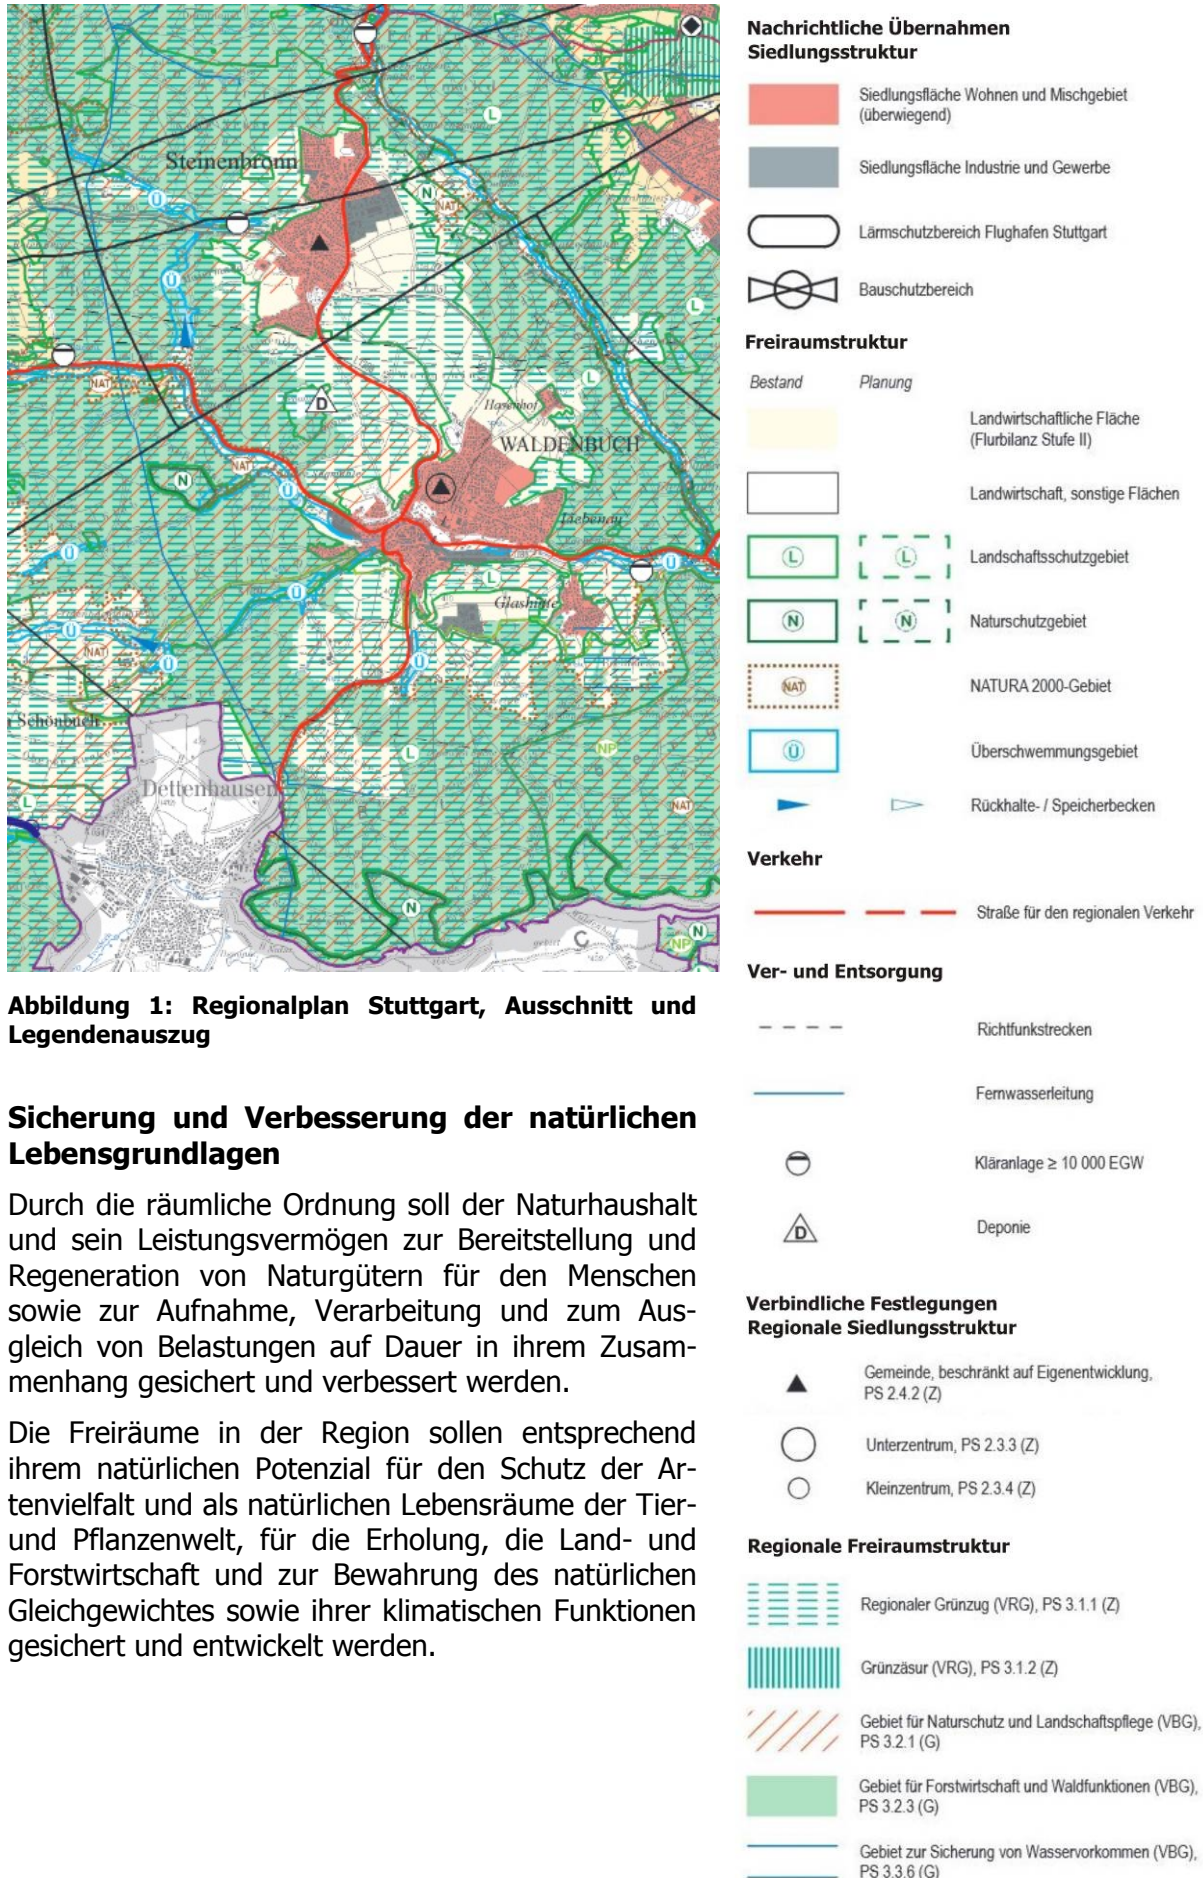 Steinenbronn
Hasenhof
WALDENBUCH
Liebenau
Glashütte
Schönbuch
Dettenhausen
Abbildung 1: Regionalplan Stuttgart, Ausschnitt und
Legendenauszug
Sicherung und Verbesserung der natürlichen
Lebensgrundlagen
Durch die räumliche Ordnung soll der Naturhaushalt
und sein Leistungsvermögen zur Bereitstellung und
Regeneration von Naturgütern für den Menschen
sowie zur Aufnahme, Verarbeitung und zum Aus-
gleich von Belastungen auf Dauer in ihrem Zusam-
menhang gesichert und verbessert werden.
Die Freiräume in der Region sollen entsprechend
ihrem natürlichen Potenzial für den Schutz der Ar-
tenvielfalt und als natürlichen Lebensräume der Tier-
und Pflanzenwelt, für die Erholung, die Land- und
Forstwirtschaft und zur Bewahrung des natürlichen
Gleichgewichtes sowie ihrer klimatischen Funktionen
gesichert und entwickelt werden.
Nachrichtliche Übernahmen
Siedlungsstruktur
Siedlungsfläche Wohnen und Mischgebiet
(überwiegend)
Siedlungsfläche Industrie und Gewerbe
Lärmschutzbereich Flughafen Stuttgart
Bauschutzbereich
Freiraumstruktur
Bestand Planung
Landwirtschaftliche Fläche
(Flurbilanz Stufe II)
Landwirtschaft, sonstige Flächen
L L Landschaftsschutzgebiet
N N Naturschutzgebiet
NAT NATURA 2000-Gebiet
Ü Überschwemmungsgebiet
Rückhalte- / Speicherbecken
Verkehr
Straße für den regionalen Verkehr
Ver- und Entsorgung
Richtfunkstrecken
Fernwasserleitung
Kläranlage ≥ 10 000 EGW
D Deponie
Verbindliche Festlegungen
Regionale Siedlungsstruktur
Gemeinde, beschränkt auf Eigenentwicklung,
PS 2.4.2 (Z)
Unterzentrum, PS 2.3.3 (Z)
Kleinzentrum, PS 2.3.4 (Z)
Regionale Freiraumstruktur
Regionaler Grünzug (VRG), PS 3.1.1 (Z)
Grünzäsur (VRG), PS 3.1.2 (Z)
Gebiet für Naturschutz und Landschaftspflege (VBG),
PS 3.2.1 (G)
Gebiet für Forstwirtschaft und Waldfunktionen (VBG),
PS 3.2.3 (G)
Gebiet zur Sicherung von Wasservorkommen (VBG),
PS 3.3.6 (G)